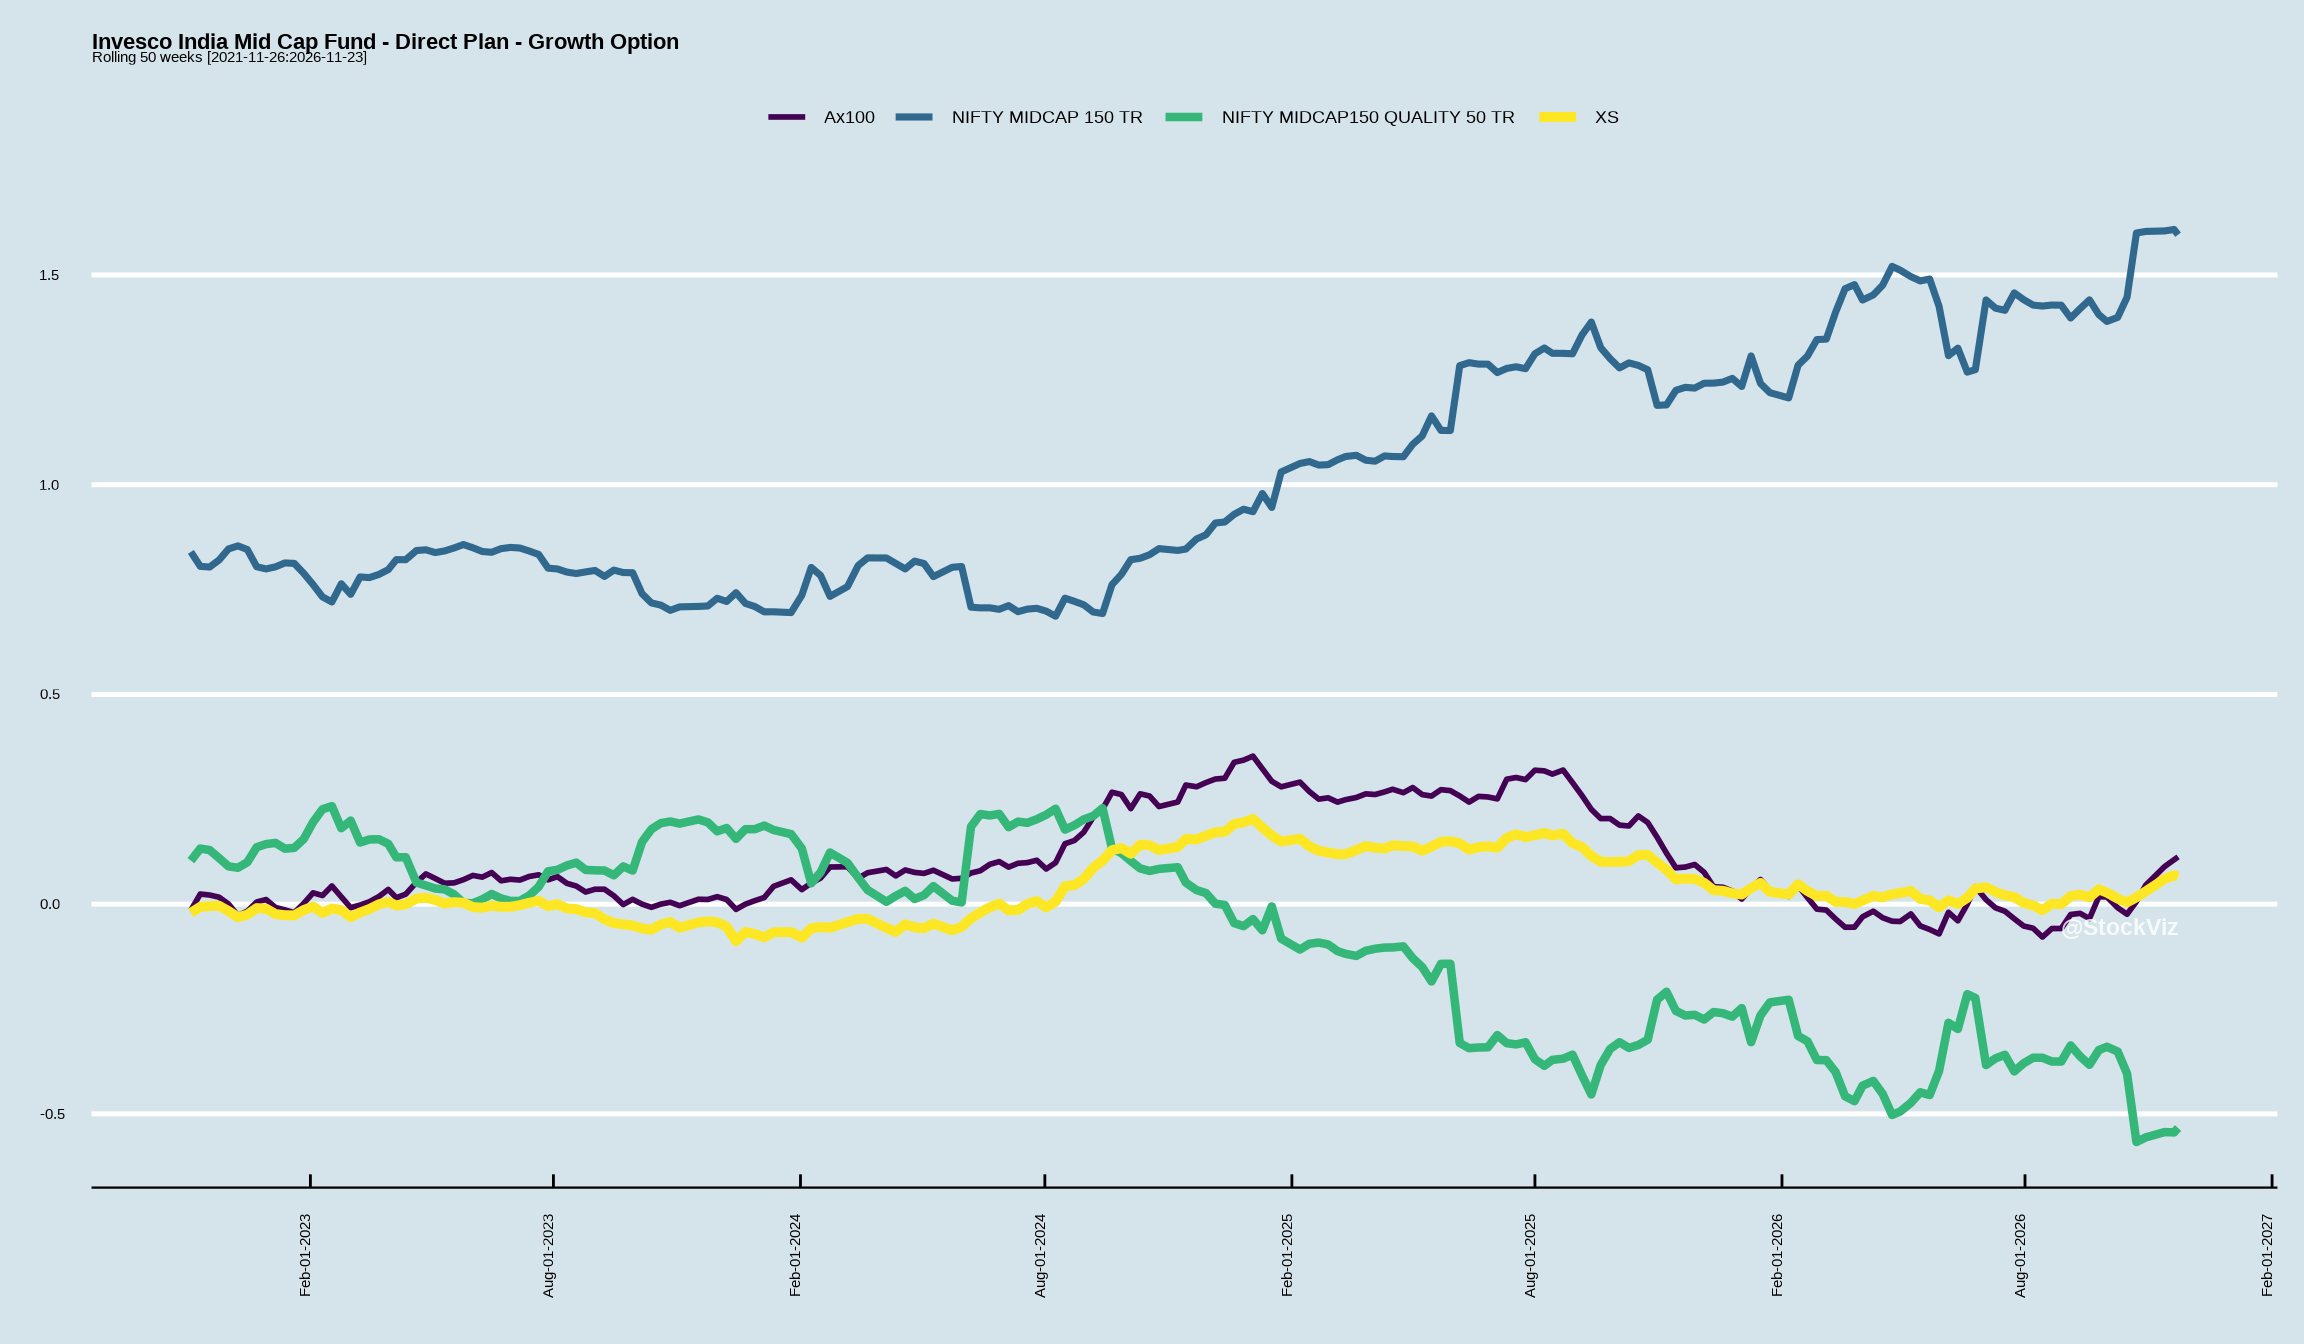 Invesco India Mid Cap Fund - Direct Plan - Growth Option
Rolling 50 weeks [2021-11-26:2026-11-23]
Ax100 NIFTY MIDCAP 150 TR NIFTY MIDCAP150 QUALITY 50 TR XS
1.5
1.0
0.5
0.0
@StockViz
-0.5
Feb-01-2023
Aug-01-2023
Feb-01-2024
Aug-01-2024
Feb-01-2025
Aug-01-2025
Feb-01-2026
Aug-01-2026
Feb-01-2027